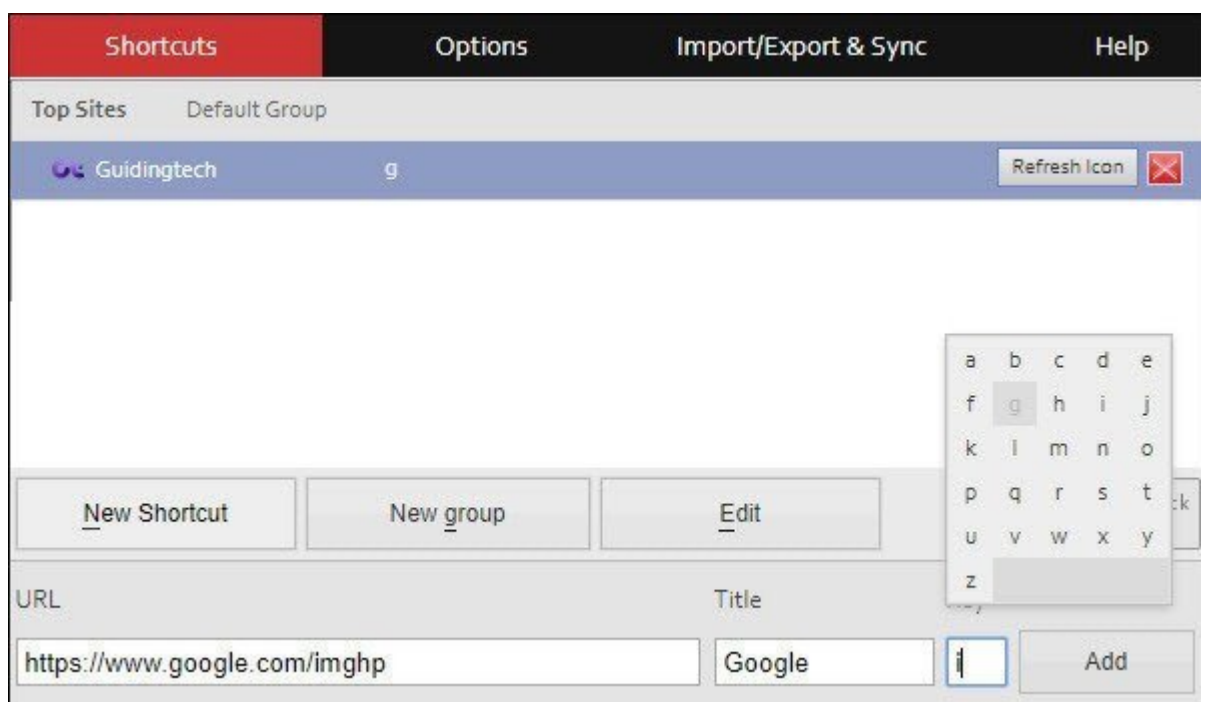 Shortcuts Options Import/Export & Sync Help
Top Sites Default Group
Guidingtech g Refresh Icon
a b c d e
f g h i j
k l m n o
p q r s t
u v w x y
z
New Shortcut New group Edit
URL Title
https://www.google.com/imghp Google i Add